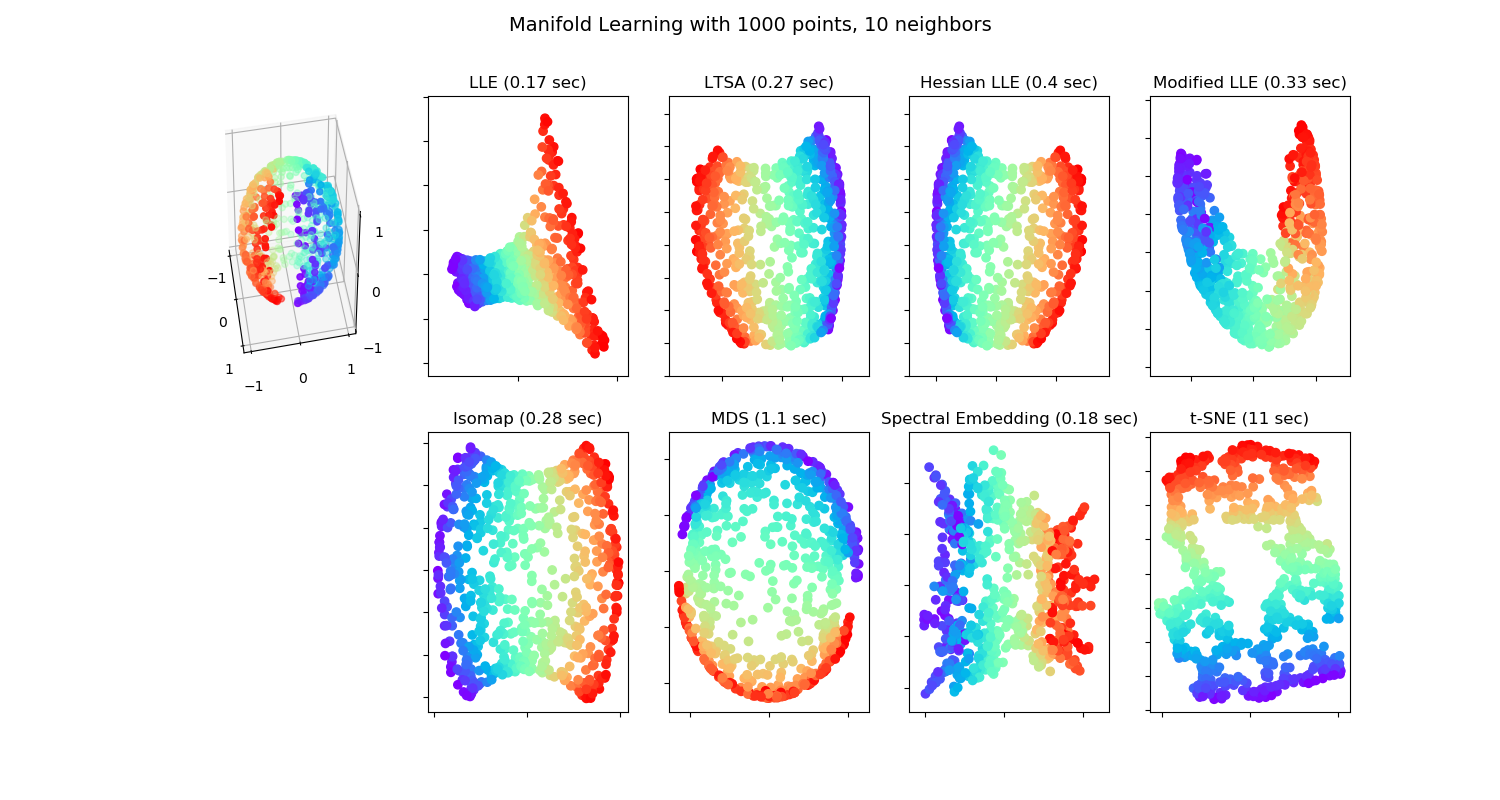 Manifold Learning with 1000 points, 10 neighbors
LLE (0.17 sec)
LTSA (0.27 sec)
Hessian LLE (0.4 sec)
Modified LLE (0.33 sec)
−1
0
1
−1
0
1
1
0
−1
Isomap (0.28 sec)
MDS (1.1 sec)
Spectral Embedding (0.18 sec)
t-SNE (11 sec)